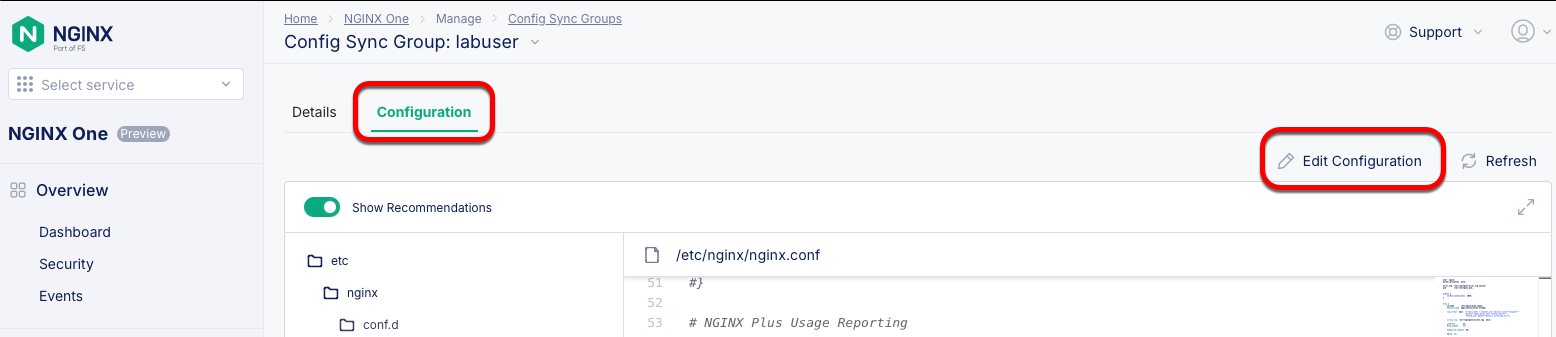 NGINX
Part of F5
Select service
NGINX One Preview
Overview
Dashboard
Security
Events
Home > NGINX One > Manage > Config Sync Groups
Config Sync Group: labuser
Support
Details Configuration
Edit Configuration Refresh
Show Recommendations
etc
nginx
conf.d
/etc/nginx/nginx.conf
51 #}
52
53 # NGINX Plus Usage Reporting